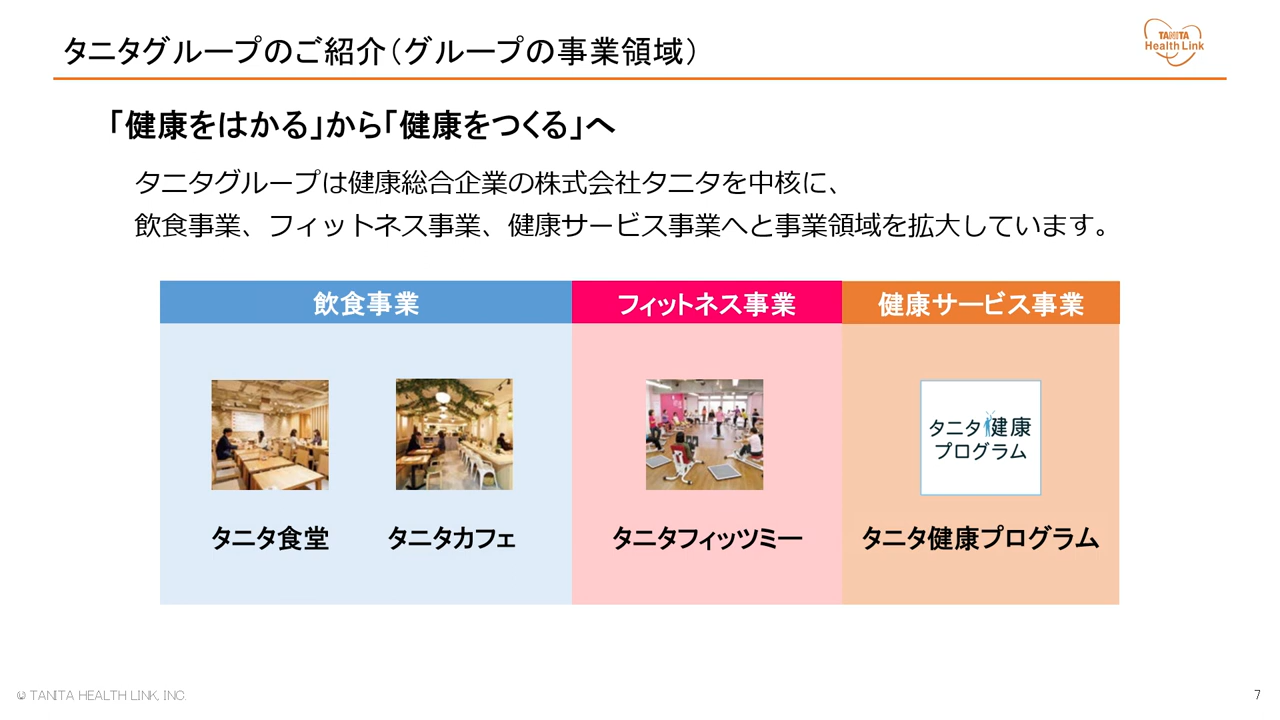 タニタグループのご紹介（グループの事業領域）
TANITA
Health Link
「健康をはかる」から「健康をつくる」へ
タニタグループは健康総合企業の株式会社タニタを中核に、
飲食事業、フィットネス事業、健康サービス事業へと事業領域を拡大しています。
飲食事業
フィットネス事業
健康サービス事業
タニタ健康
プログラム
タニタ食堂
タニタカフェ
タニタフィッツミー
タニタ健康プログラム
© TANITA HEALTH LINK, INC.
7